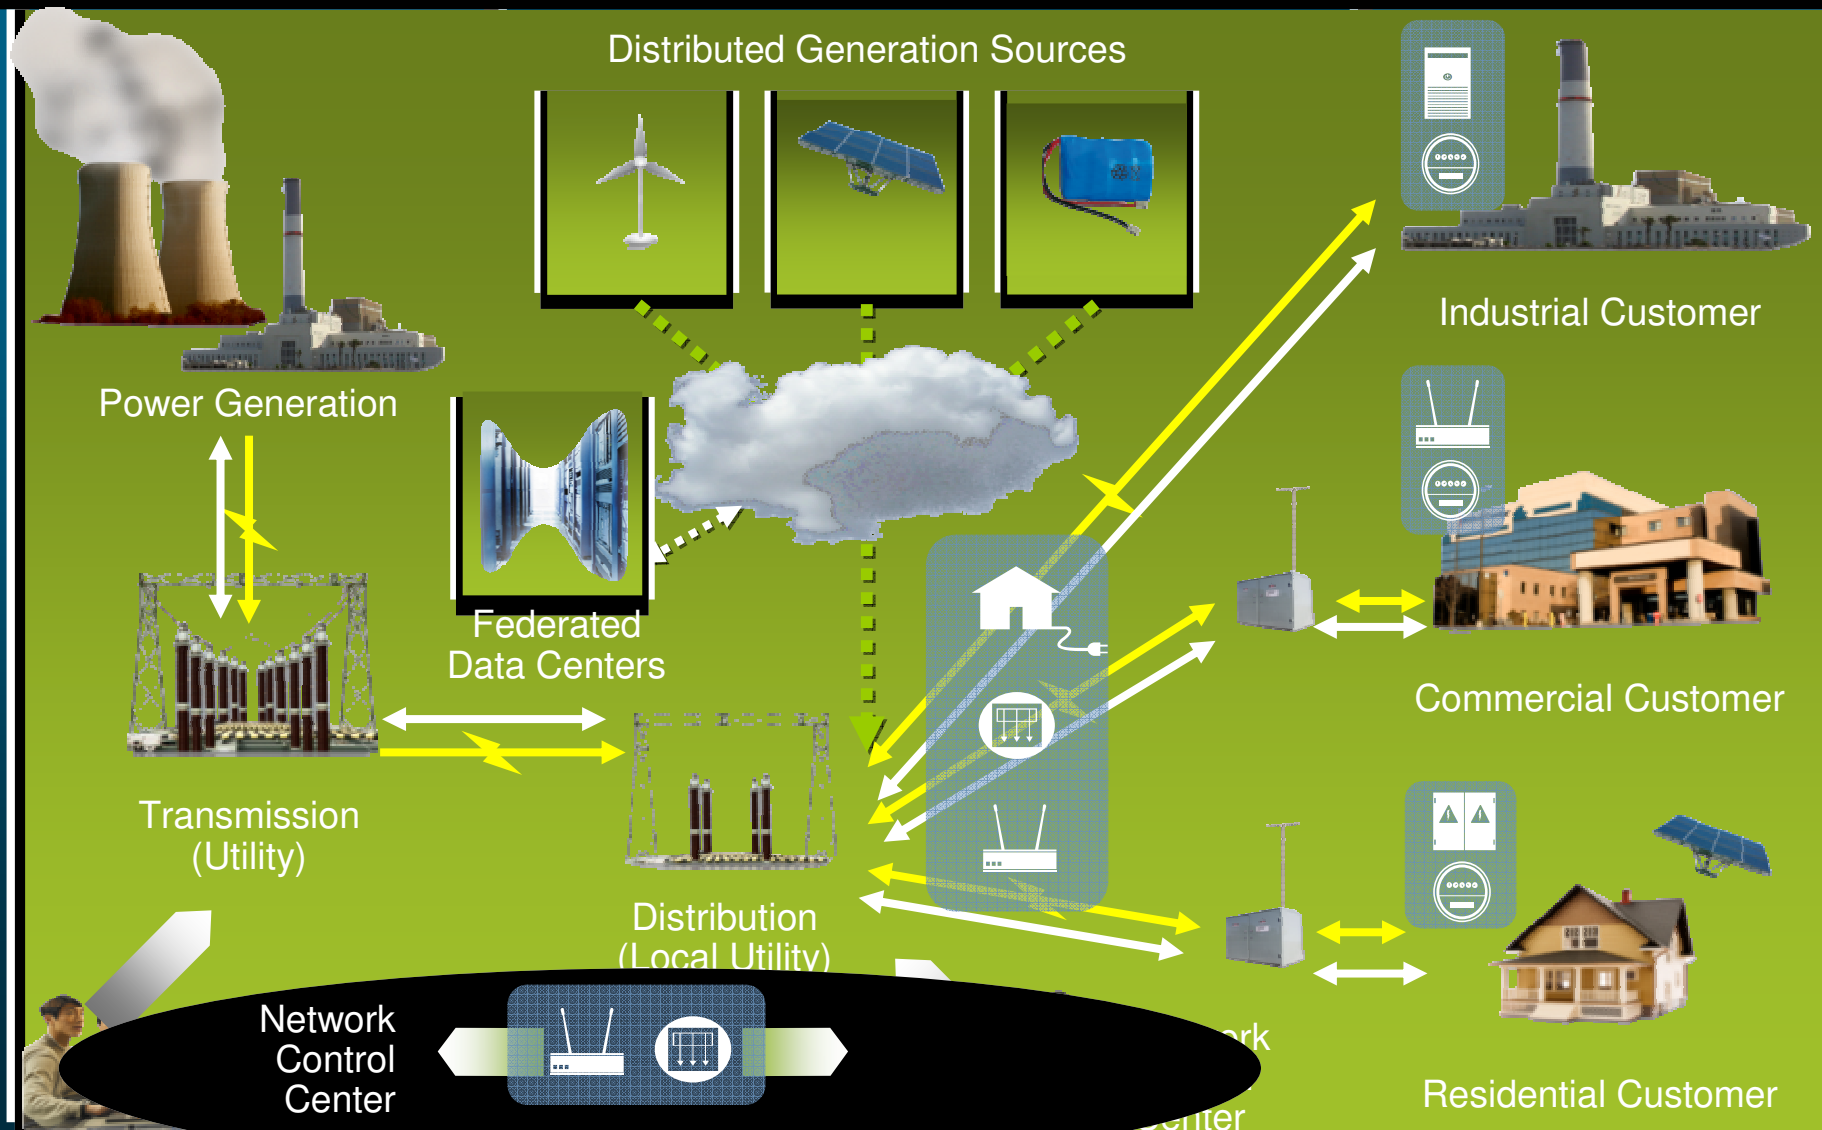 Distributed Generation Sources
Industrial Customer
Power Generation
Federated
Data Centers
Commercial Customer
Transmission
(Utility)
Distribution
(Local Utility)
Network
Control
Center
Residential Customer